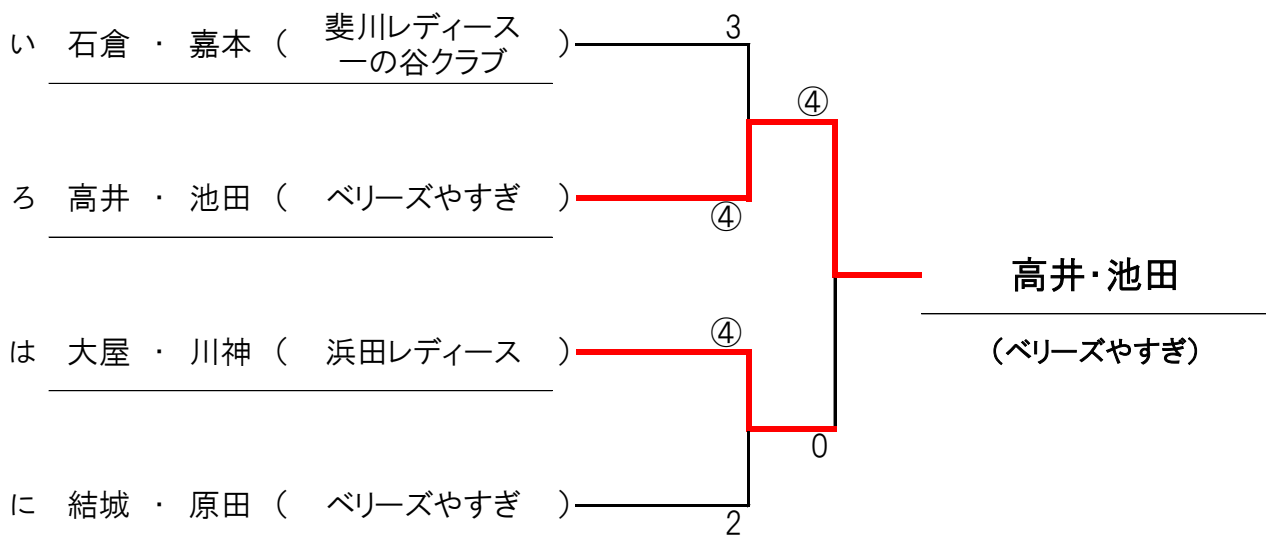 い 石倉 ・ 嘉本 ( 斐川レディース 一の谷クラブ ) 3
④
ろ 高井 ・ 池田 ( ベリーズやすぎ ) ④
高井・池田
(ベリーズやすぎ)
は 大屋 ・ 川神 ( 浜田レディース ) ④
0
に 結城 ・ 原田 ( ベリーズやすぎ ) 2